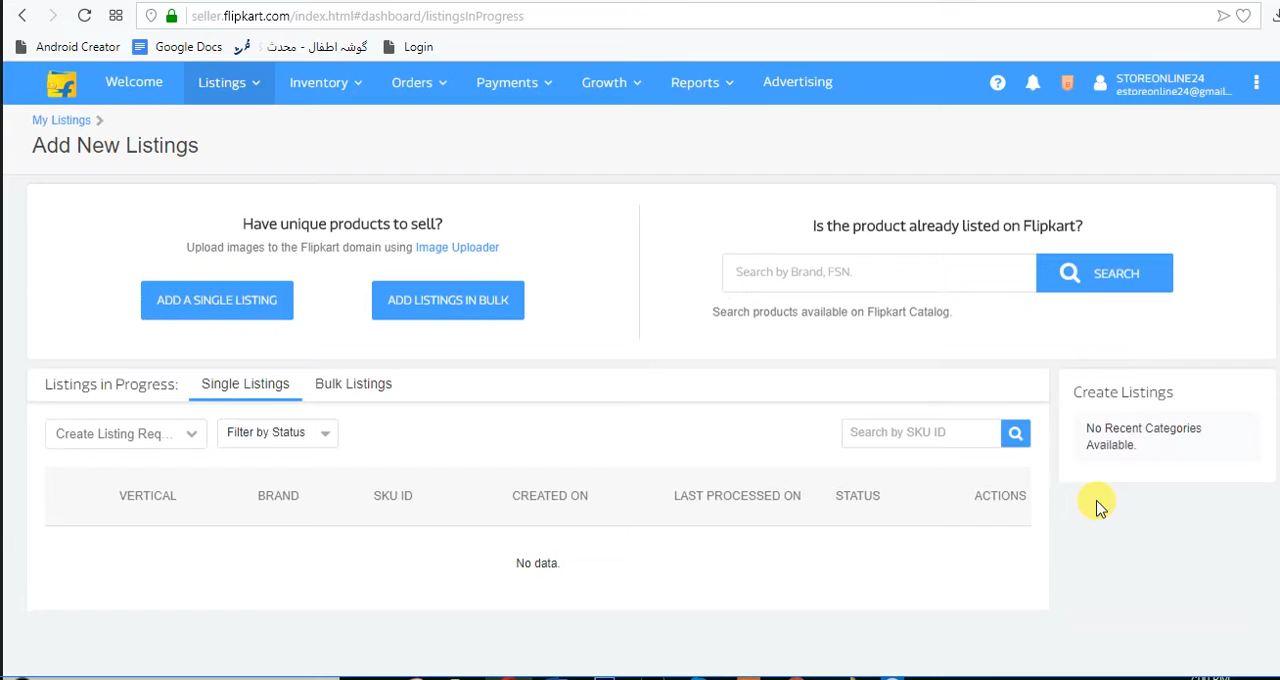 seller.flipkart.com/index.html#dashboard/listingsInProgress
Android Creator Google Docs گوشہ اطفال - محدث Login
Welcome Listings Inventory Orders Payments Growth Reports Advertising STOREONLINE24
estoreonline24@gmail...
My Listings
Add New Listings
Have unique products to sell?
Upload images to the Flipkart domain using Image Uploader
ADD A SINGLE LISTING ADD LISTINGS IN BULK
Is the product already listed on Flipkart?
Search by Brand, FSN. SEARCH
Search products available on Flipkart Catalog.
Listings in Progress: Single Listings Bulk Listings
Create Listing Req... Filter by Status Search by SKU ID
VERTICAL BRAND SKU ID CREATED ON LAST PROCESSED ON STATUS ACTIONS
No data.
Create Listings
No Recent Categories
Available.